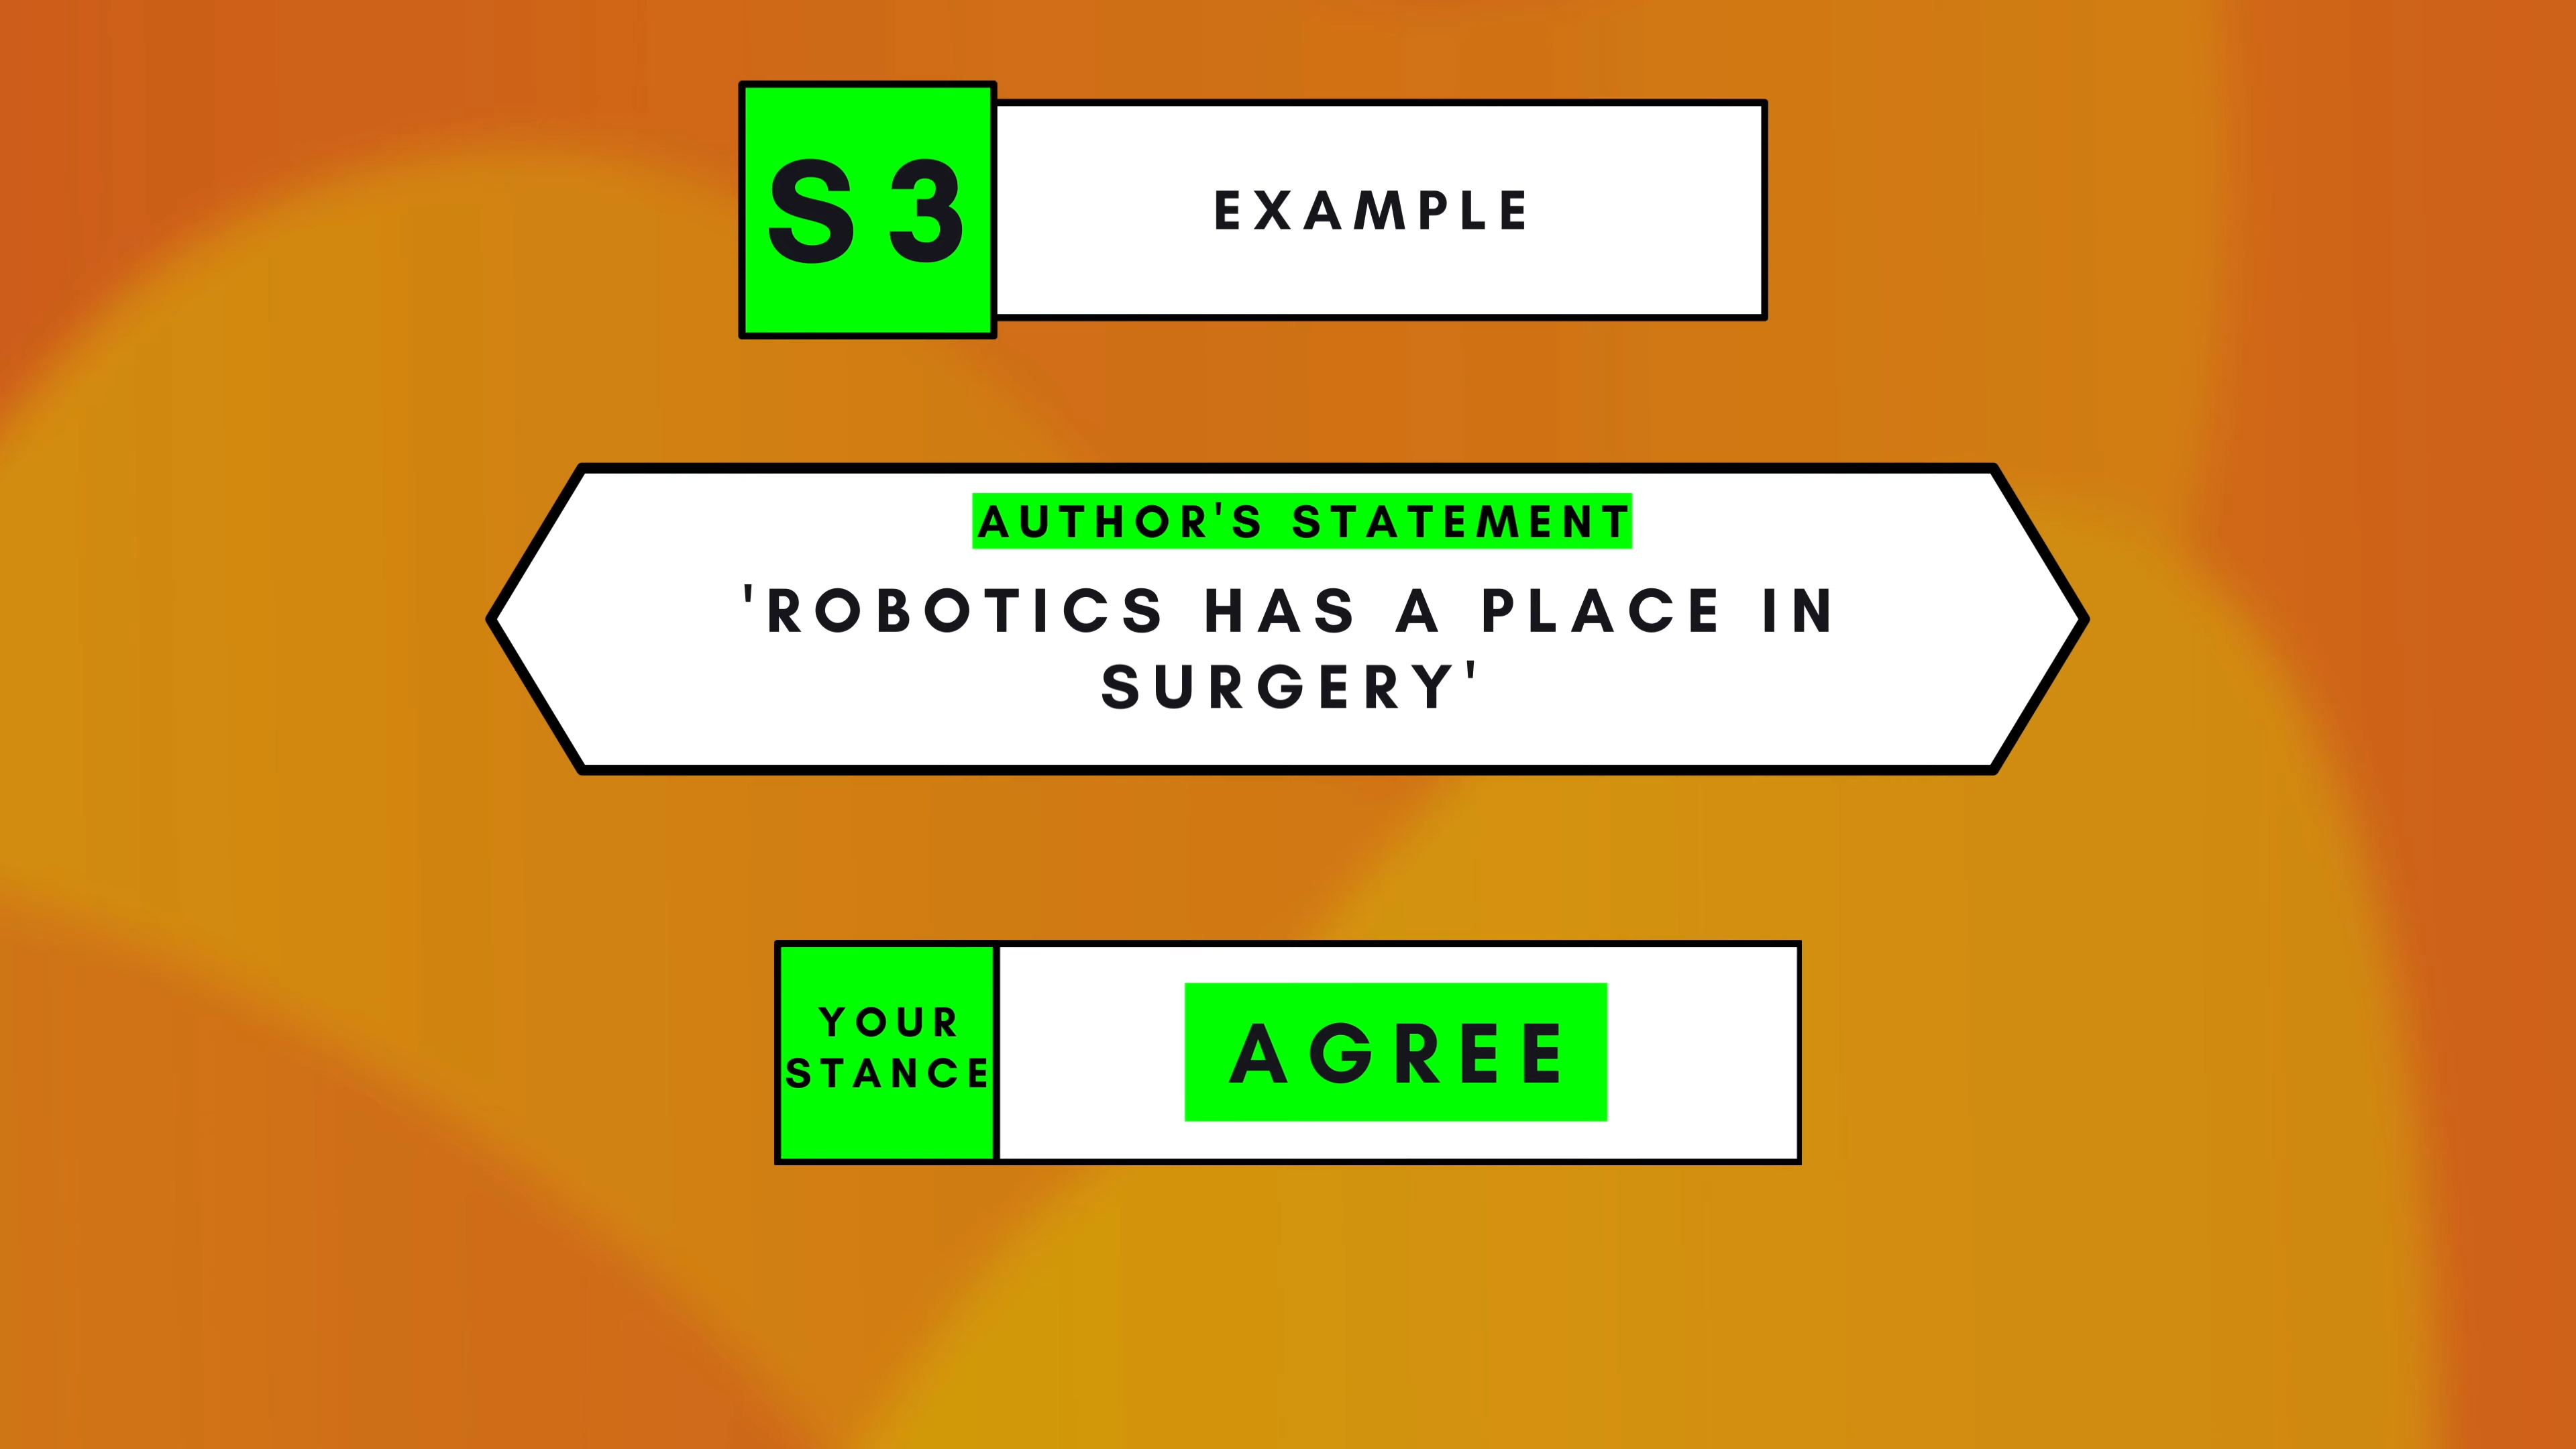 S3
EXAMPLE
AUTHOR'S STATEMENT
'ROBOTICS HAS A PLACE IN
SURGERY'
YOUR
STANCE
AGREE